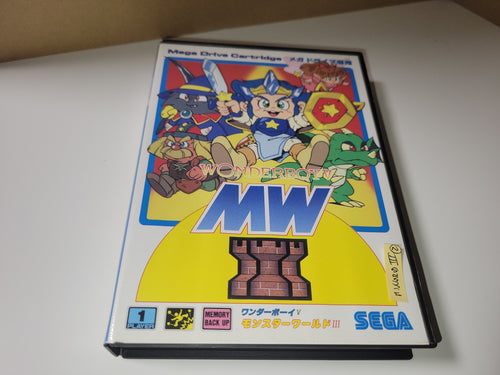 Mega Drive Cartridge メガドライブ専用
WONDERBOY V
MW
III
1
PLAYER
MEMORY
BACK UP
ワンダーボーイV
モンスターワールドIII
SEGA